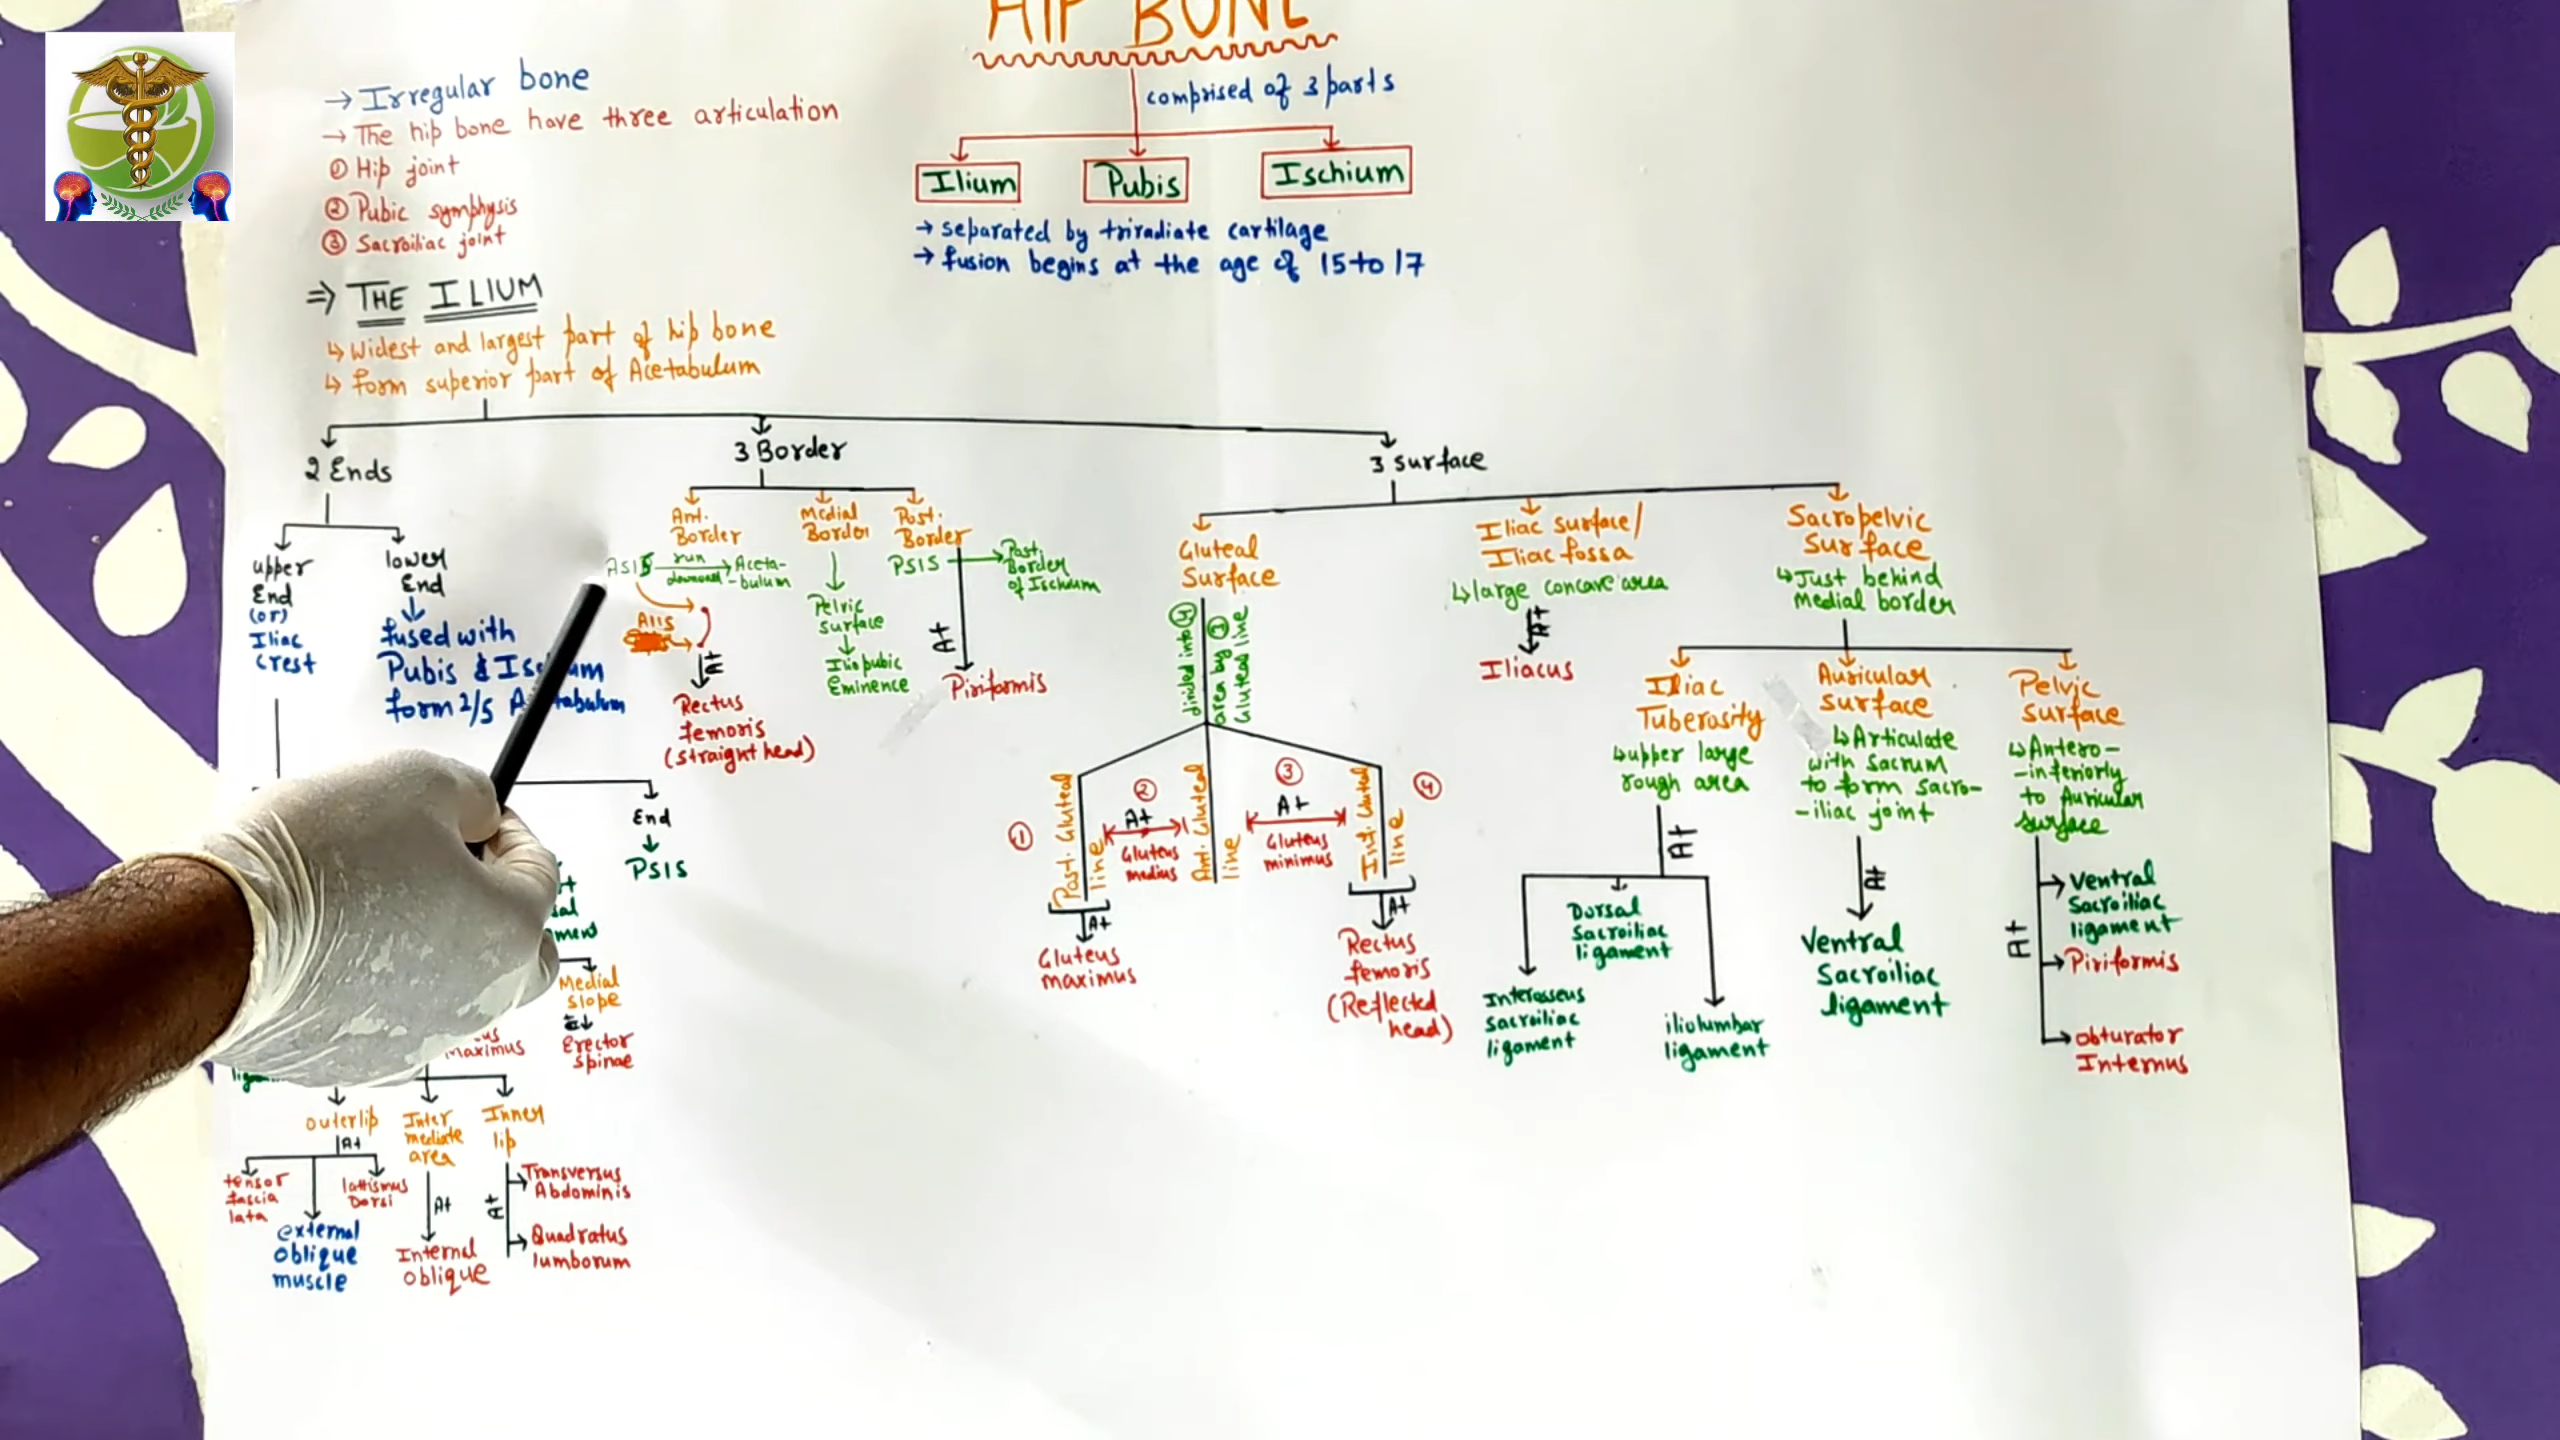 HIP BONE
→ Irregular bone
→ The hip bone have three articulation
① Hip joint
② Pubic symphysis
③ Sacroiliac joint
comprised of 3 parts
Ilium
Pubis
Ischium
→ separated by triradiate cartilage
→ fusion begins at the age of 15 to 17
⇒ THE ILIUM
↳ Widest and largest part of hip bone
↳ form superior part of Acetabulum
2 Ends
3 Border
3 surface
upper
End
(or)
Iliac
crest
lower
End
fused with
Pubis & Ischium
form 2/5 Acetabulum
Ant.
Border
ASIS run downward Aceta-
-bulum
AIIS
At
Rectus
femoris
(straight head)
Medial
Border
Pelvic
surface
Iliopubic
Eminence
Post.
Border
PSIS
Post.
Border
of Ischium
At
Piriformis
End
PSIS
Medial
slope
At
Erector
spinae
Maximus
outer lip
At
tensor
fascia
lata
external
oblique
muscle
lattismus
Dorsi
Inter
mediate
area
At
Internal
oblique
Inner
lip
At
Transversus
Abdominis
Quadratus
lumborum
Gluteal
Surface
divided into ④
area by ③
Gluteal line
①
Post. Gluteal
line
At
Gluteus
maximus
②
At
Gluteus
medius
Ant. Gluteal
line
③
At
Gluteus
minimus
Inf. Gluteal
line
④
At
Rectus
femoris
(Reflected
head)
Iliac surface/
Iliac fossa
↳large concave area
At
Iliacus
Sacropelvic
Surface
↳Just behind
Medial border
Iliac
Tuberosity
↳upper large
rough area
At
Interosseus
sacroiliac
ligament
Dorsal
Sacroiliac
ligament
iliolumbar
ligament
Auricular
surface
↳Articulate
with sacrum
to form sacro-
-iliac joint
At
Ventral
Sacroiliac
ligament
Pelvic
surface
↳Antero-
-inferiorly
to Auricular
surface
At
Ventral
Sacroiliac
ligament
Piriformis
obturator
Internus